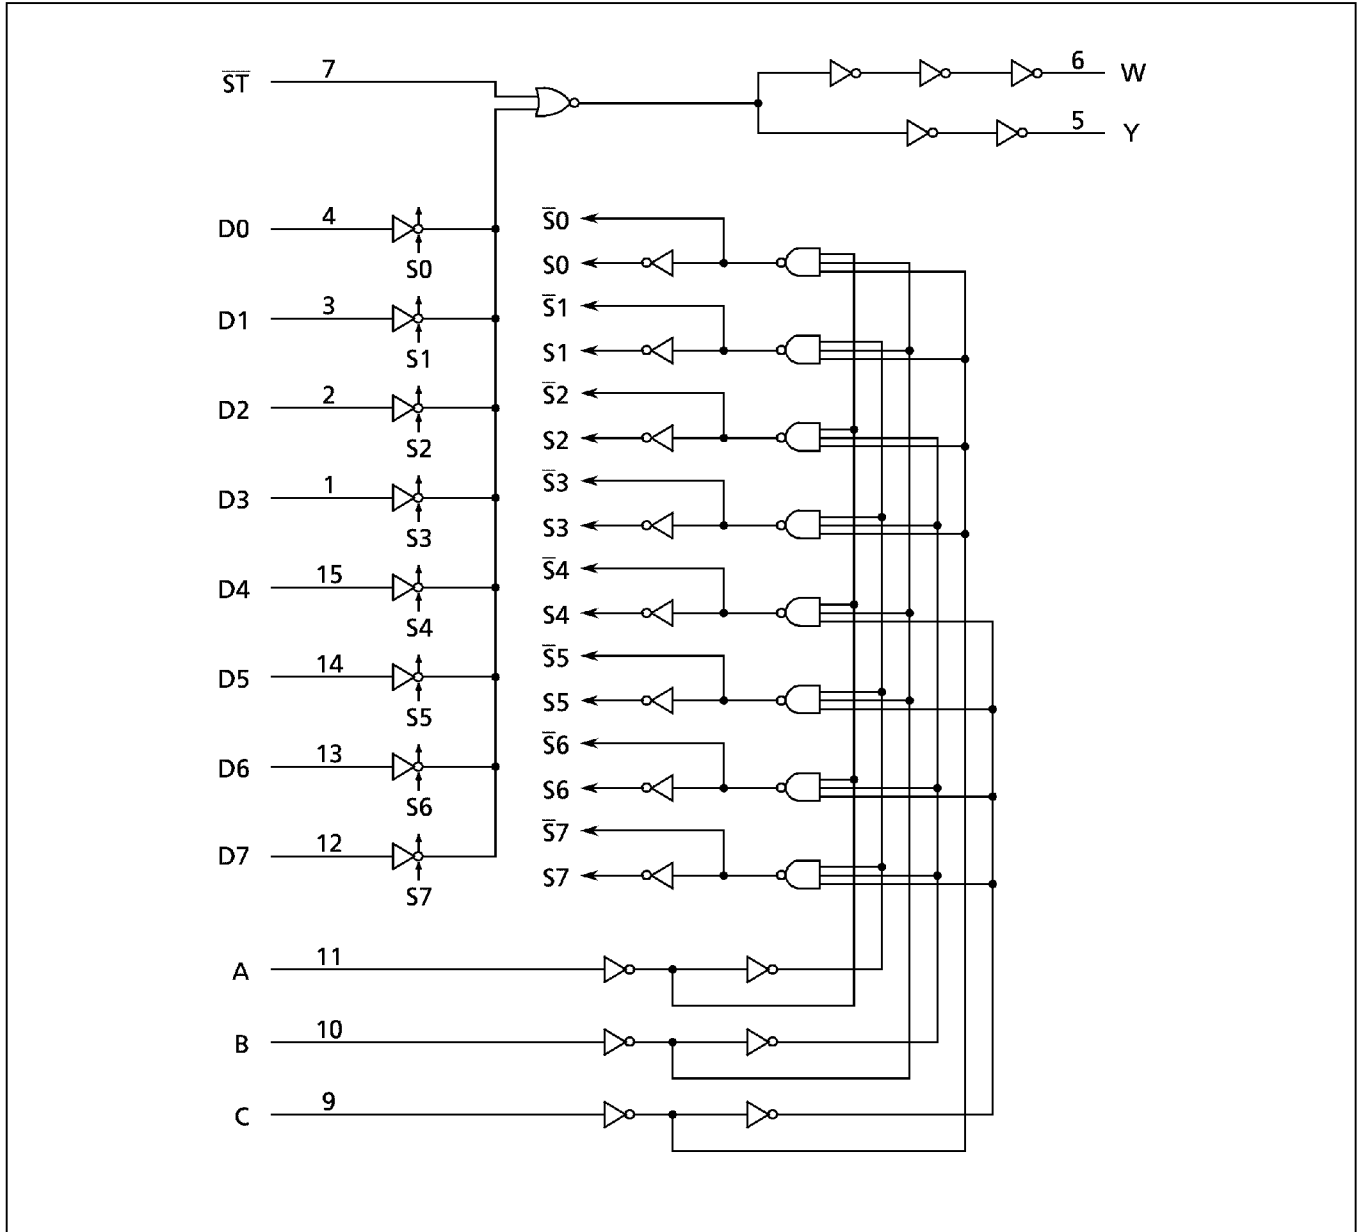 S̅T̅ 7
6 W
5 Y
D0 4
S0
D1 3
S1
D2 2
S2
D3 1
S3
D4 15
S4
D5 14
S5
D6 13
S6
D7 12
S7
S̅0
S0
S̅1
S1
S̅2
S2
S̅3
S3
S̅4
S4
S̅5
S5
S̅6
S6
S̅7
S7
A 11
B 10
C 9